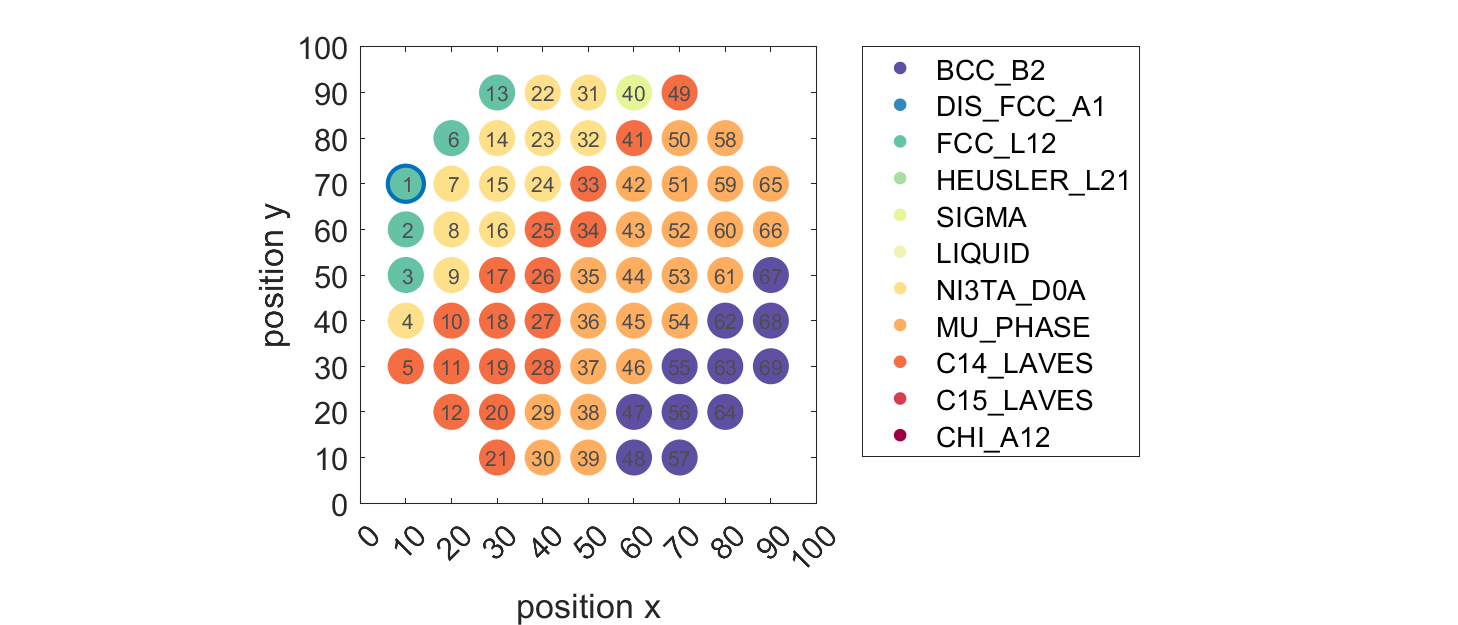 100
90
80
70
60
50
40
30
20
10
0
position y
13 22 31 40 49
6 14 23 32 41 50 58
1 7 15 24 33 42 51 59 65
2 8 16 25 34 43 52 60 66
3 9 17 26 35 44 53 61 67
4 10 18 27 36 45 54 62 68
5 11 19 28 37 46 55 63 69
12 20 29 38 47 56 64
21 30 39 48 57
0 10 20 30 40 50 60 70 80 90 100
position x
BCC_B2
DIS_FCC_A1
FCC_L12
HEUSLER_L21
SIGMA
LIQUID
NI3TA_D0A
MU_PHASE
C14_LAVES
C15_LAVES
CHI_A12